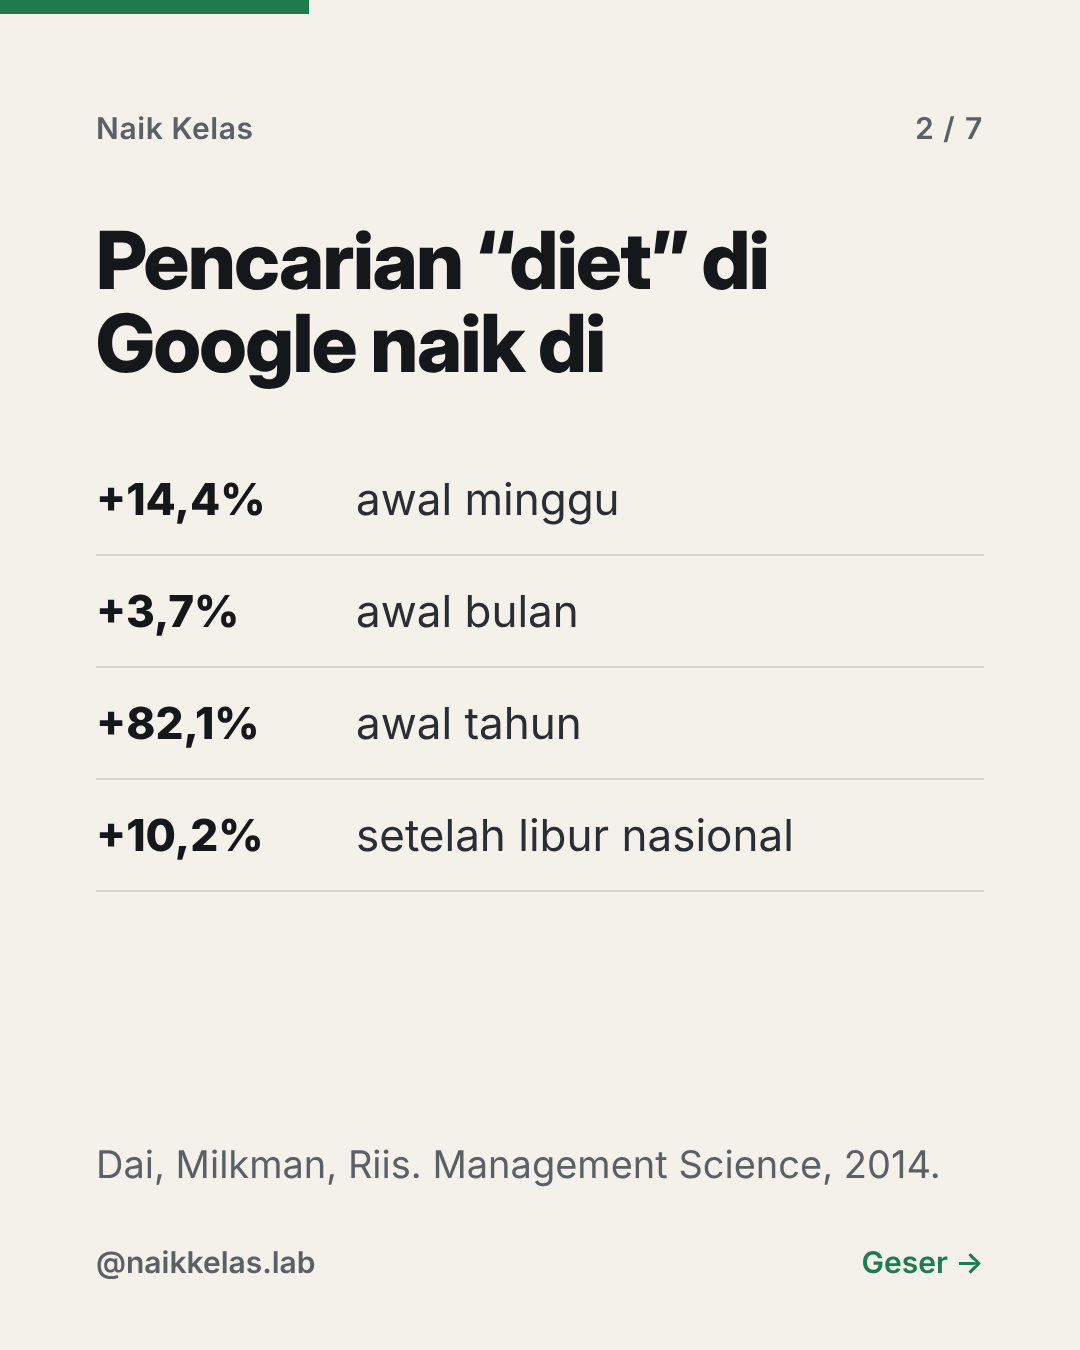 Naik Kelas
2 / 7
Pencarian “diet” di
Google naik di
+14,4% awal minggu
+3,7% awal bulan
+82,1% awal tahun
+10,2% setelah libur nasional
Dai, Milkman, Riis. Management Science, 2014.
@naikkelas.lab
Geser →